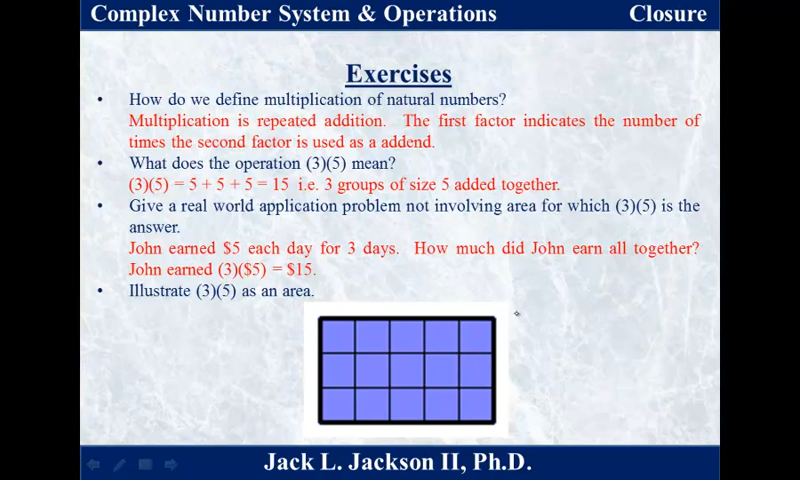 Complex Number System & Operations Closure
Exercises
• How do we define multiplication of natural numbers?
Multiplication is repeated addition. The first factor indicates the number of
times the second factor is used as a addend.
• What does the operation (3)(5) mean?
(3)(5) = 5 + 5 + 5 = 15 i.e. 3 groups of size 5 added together.
• Give a real world application problem not involving area for which (3)(5) is the
answer.
John earned $5 each day for 3 days. How much did John earn all together?
John earned (3)($5) = $15.
• Illustrate (3)(5) as an area.
Jack L. Jackson II, Ph.D.